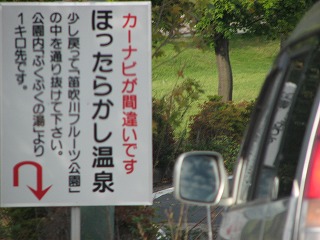 カーナビが間違いです
ほったらかし温泉
少し戻って、「笛吹川フルーツ公園」
の中を通り抜けて下さい。
公園内「ぷくぷくの湯」より
1キロ先です。